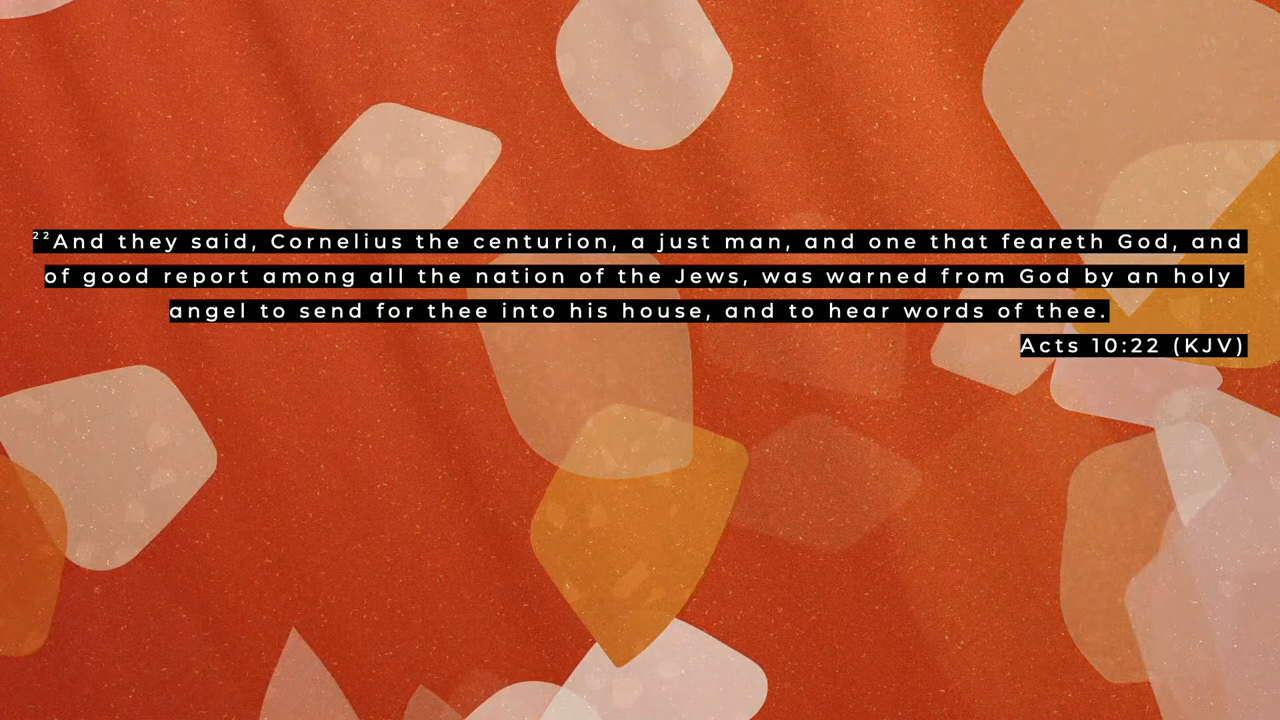 ²²And they said, Cornelius the centurion, a just man, and one that feareth God, and
of good report among all the nation of the Jews, was warned from God by an holy
angel to send for thee into his house, and to hear words of thee.
Acts 10:22 (KJV)